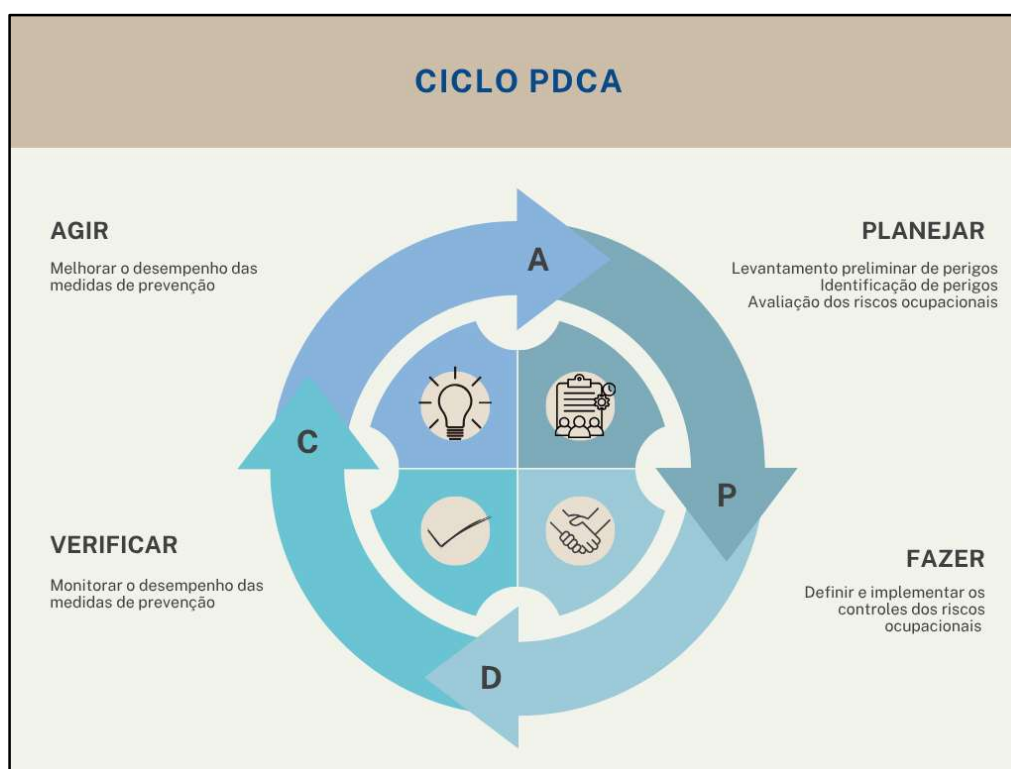 CICLO PDCA
AGIR
Melhorar o desempenho das
medidas de prevenção
A
PLANEJAR
Levantamento preliminar de perigos
Identificação de perigos
Avaliação dos riscos ocupacionais
C
P
VERIFICAR
Monitorar o desempenho das
medidas de prevenção
D
FAZER
Definir e implementar os
controles dos riscos
ocupacionais